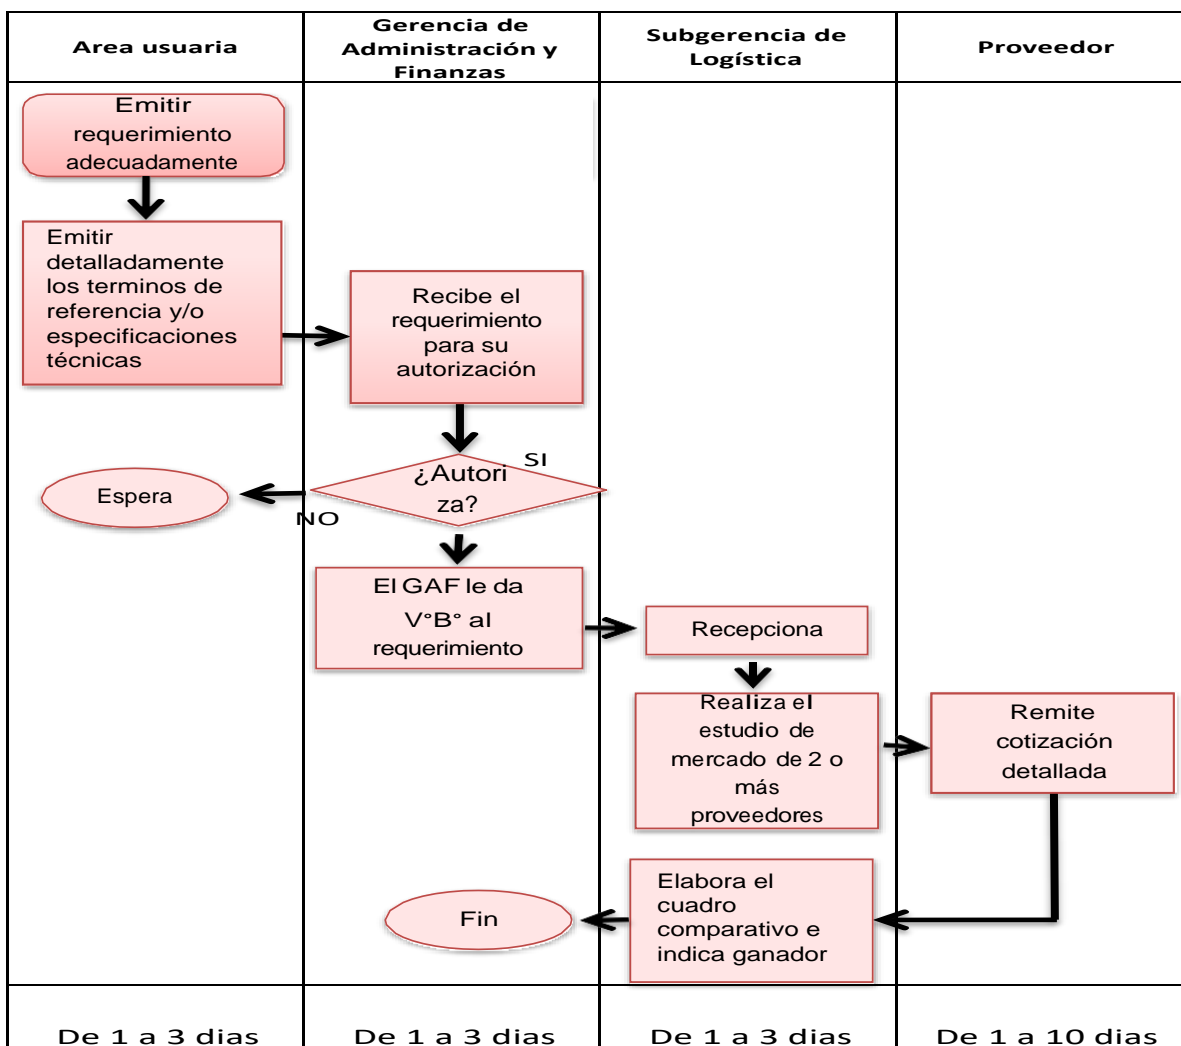 Area usuaria
Gerencia de
Administración y
Finanzas
Subgerencia de
Logística
Proveedor
Emitir
requerimiento
adecuadamente
Emitir
detalladamente
los terminos de
referencia y/o
especificaciones
técnicas
Recibe el
requerimiento
para su
autorización
SI
¿Autori
za?
Espera
NO
El GAF le da
V°B° al
requerimiento
Recepciona
Realiza el
estudio de
mercado de 2 o
más
proveedores
Remite
cotización
detallada
Elabora el
cuadro
comparativo e
indica ganador
Fin
De 1 a 3 dias
De 1 a 3 dias
De 1 a 3 dias
De 1 a 10 dias